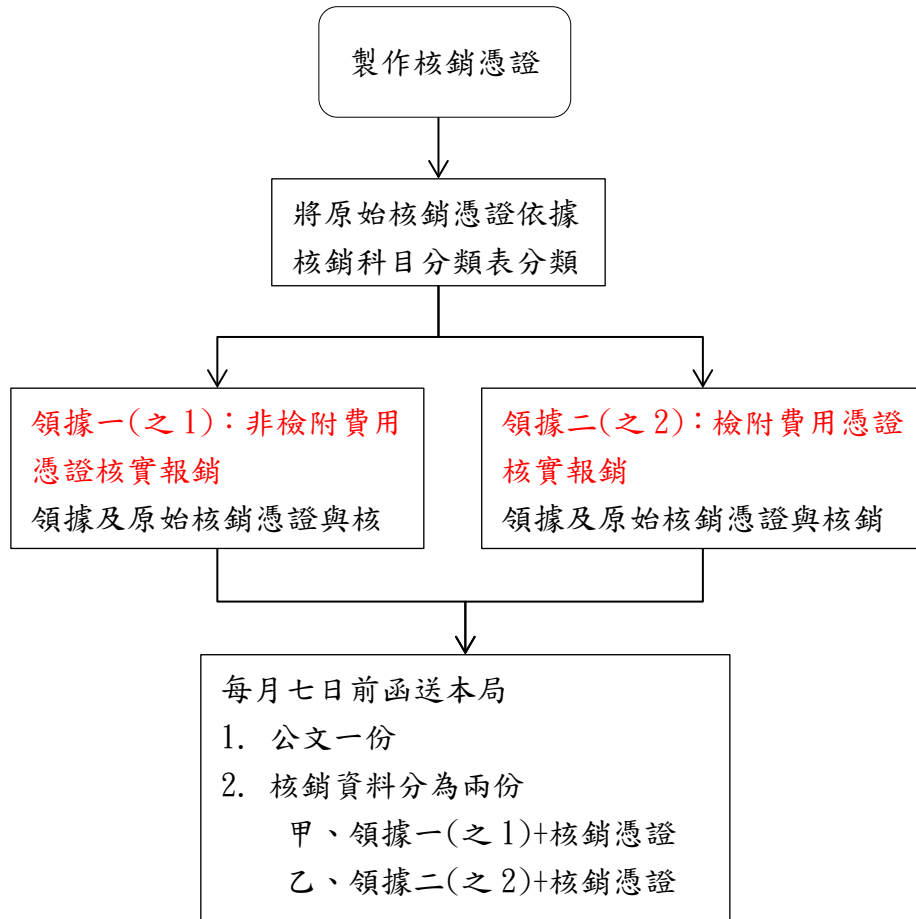 製作核銷憑證
將原始核銷憑證依據
核銷科目分類表分類
領據一(之 1)：非檢附費用
憑證核實報銷
領據及原始核銷憑證與核
領據二(之 2)：檢附費用憑證
核實報銷
領據及原始核銷憑證與核銷
每月七日前函送本局
1. 公文一份
2. 核銷資料分為兩份
甲、領據一(之 1)+核銷憑證
乙、領據二(之 2)+核銷憑證